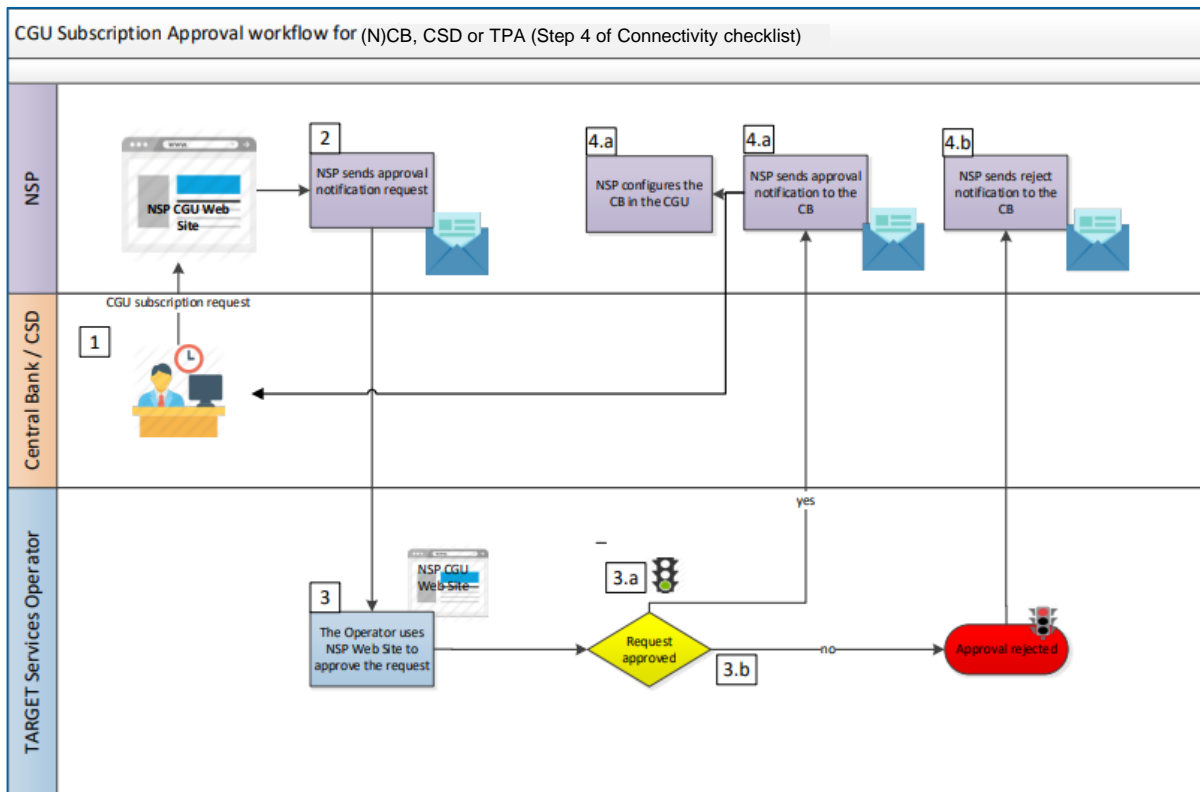 CGU Subscription Approval workflow for (N)CB, CSD or TPA (Step 4 of Connectivity checklist)
NSP
www
NSP CGU Web
Site
2
NSP sends approval
notification request
4.a
NSP configures the
CB in the CGU
4.a
NSP sends approval
notification to the
CB
4.b
NSP sends reject
notification to the
CB
Central Bank / CSD
CGU subscription request
1
TARGET Services Operator
yes
NSP CGU
Web Site
3
The Operator uses
NSP Web Site to
approve the request
3.a
Request
approved
3.b
no
Approval rejected